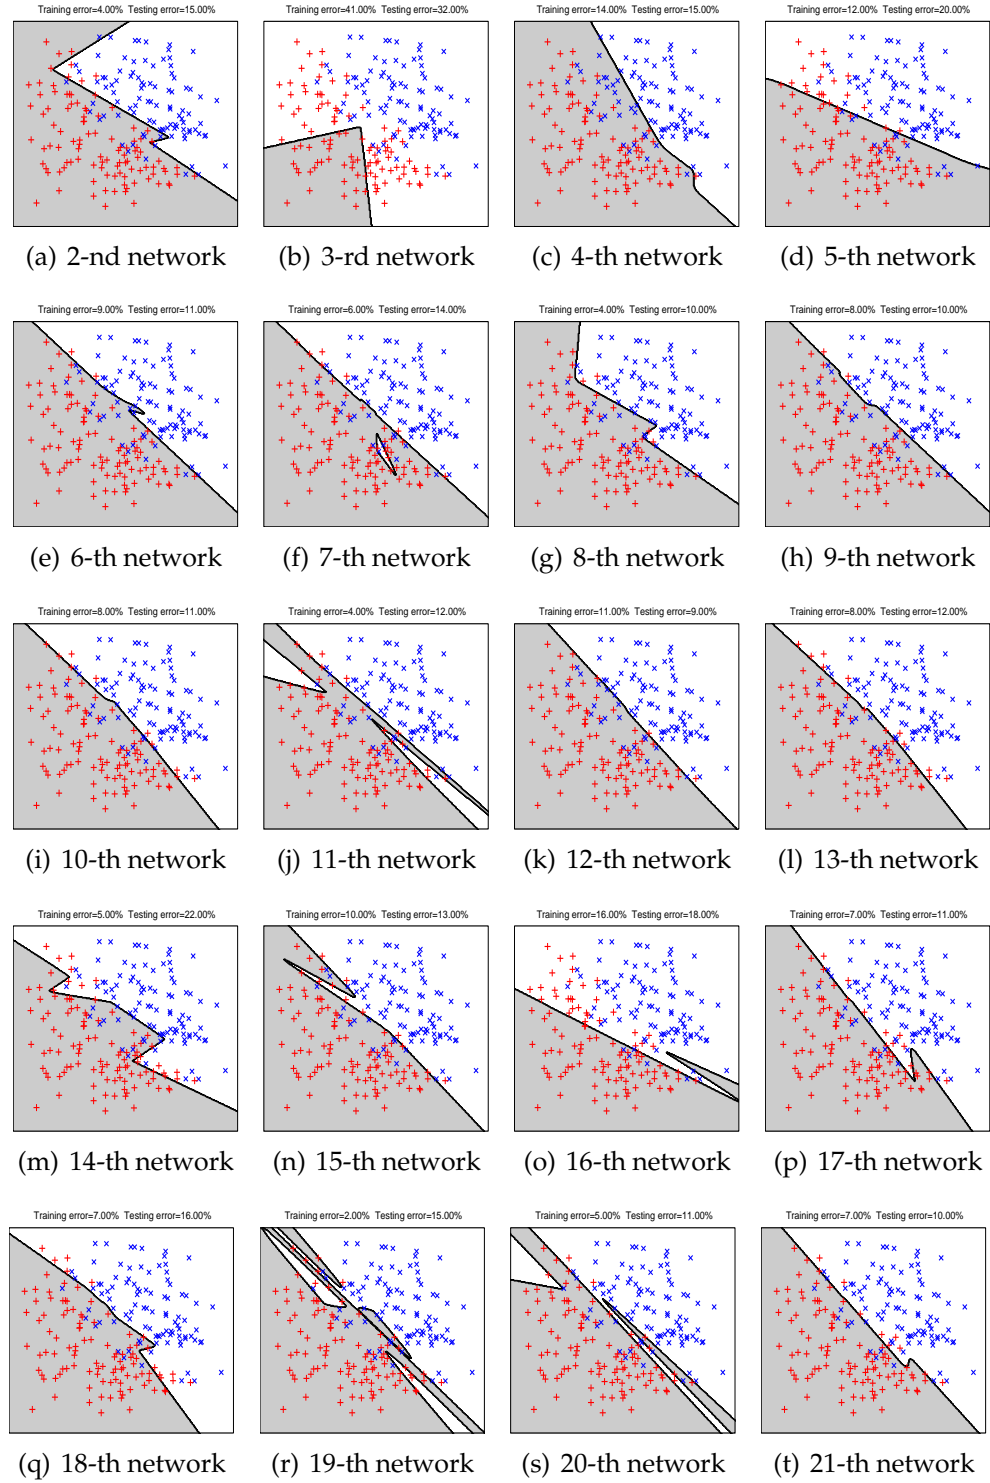 Training error=4.00% Testing error=15.00%
Training error=41.00% Testing error=32.00%
Training error=14.00% Testing error=15.00%
Training error=12.00% Testing error=20.00%
(a) 2-nd network
(b) 3-rd network
(c) 4-th network
(d) 5-th network
Training error=9.00% Testing error=11.00%
Training error=6.00% Testing error=14.00%
Training error=4.00% Testing error=10.00%
Training error=8.00% Testing error=10.00%
(e) 6-th network
(f) 7-th network
(g) 8-th network
(h) 9-th network
Training error=8.00% Testing error=11.00%
Training error=4.00% Testing error=12.00%
Training error=11.00% Testing error=9.00%
Training error=8.00% Testing error=12.00%
(i) 10-th network
(j) 11-th network
(k) 12-th network
(l) 13-th network
Training error=5.00% Testing error=22.00%
Training error=10.00% Testing error=13.00%
Training error=16.00% Testing error=18.00%
Training error=7.00% Testing error=11.00%
(m) 14-th network
(n) 15-th network
(o) 16-th network
(p) 17-th network
Training error=7.00% Testing error=16.00%
Training error=2.00% Testing error=15.00%
Training error=5.00% Testing error=11.00%
Training error=7.00% Testing error=10.00%
(q) 18-th network
(r) 19-th network
(s) 20-th network
(t) 21-th network